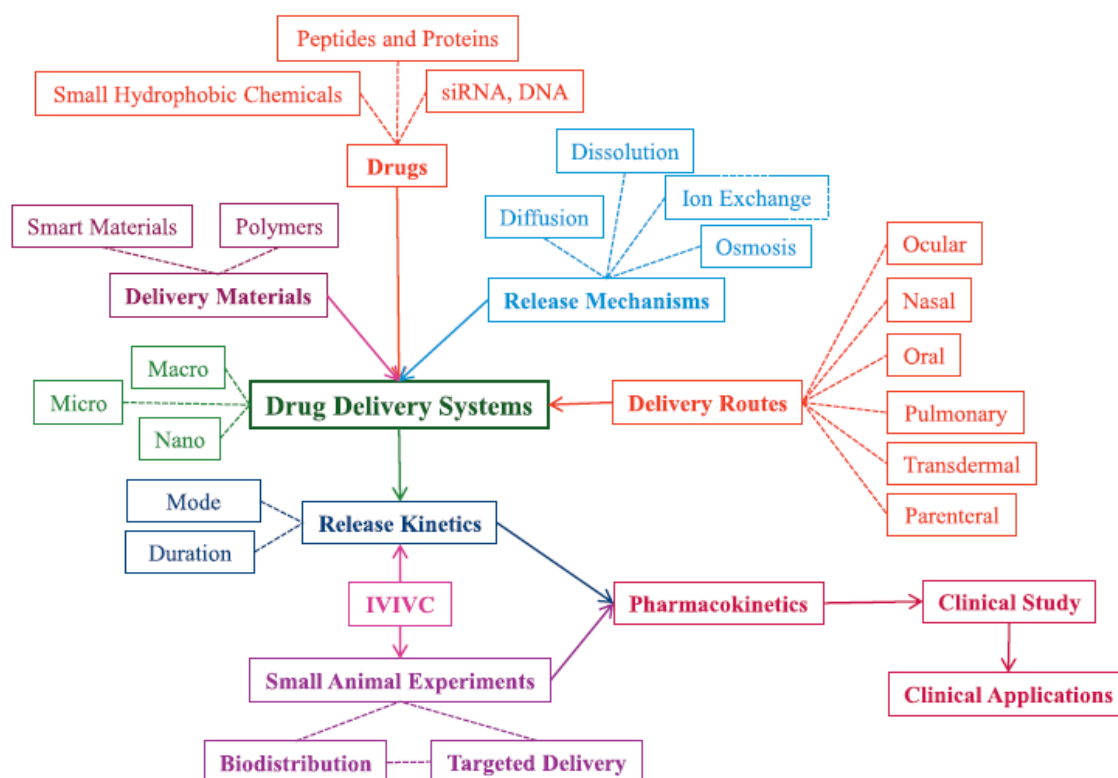 Peptides and Proteins
Small Hydrophobic Chemicals
siRNA, DNA
Drugs
Dissolution
Ion Exchange
Diffusion
Osmosis
Release Mechanisms
Smart Materials
Polymers
Delivery Materials
Macro
Micro
Nano
Drug Delivery Systems
Delivery Routes
Ocular
Nasal
Oral
Pulmonary
Transdermal
Parenteral
Mode
Duration
Release Kinetics
IVIVC
Pharmacokinetics
Clinical Study
Small Animal Experiments
Clinical Applications
Biodistribution
Targeted Delivery